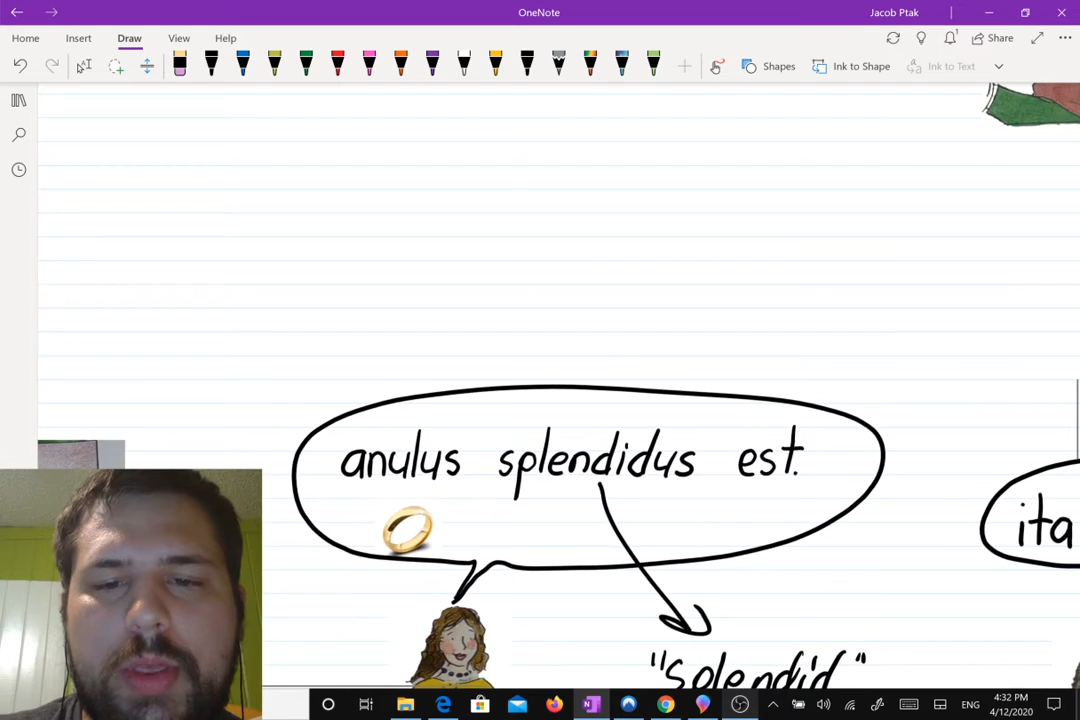 OneNote
Jacob Ptak
Home Insert Draw View Help
1 Share
Shapes Ink to Shape Ink to Text
anulus splendidus est.
ita
"splendid"
ENG 4:32 PM
4/12/2020